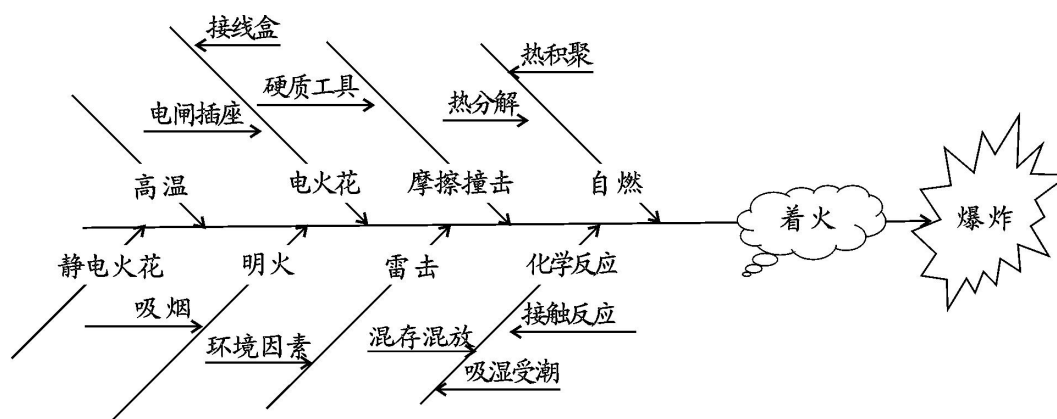 接线盒
热积聚
硬质工具
热分解
电闸插座
高温
电火花
摩擦撞击
自燃
着火
爆炸
静电火花
明火
雷击
化学反应
吸烟
接触反应
环境因素
混存混放
吸湿受潮